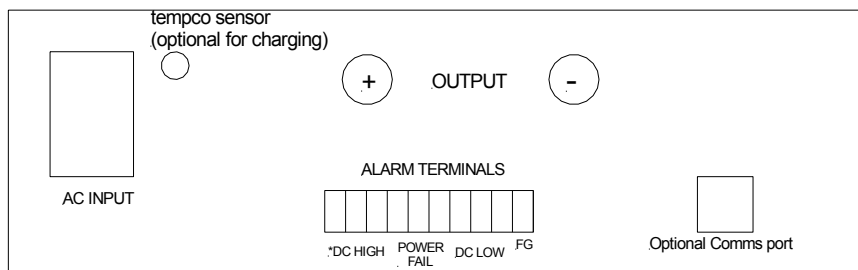 tempco sensor
(optional for charging)
+ OUTPUT -
ALARM TERMINALS
AC INPUT
*DC HIGH POWER FAIL DC LOW FG
Optional Comms port